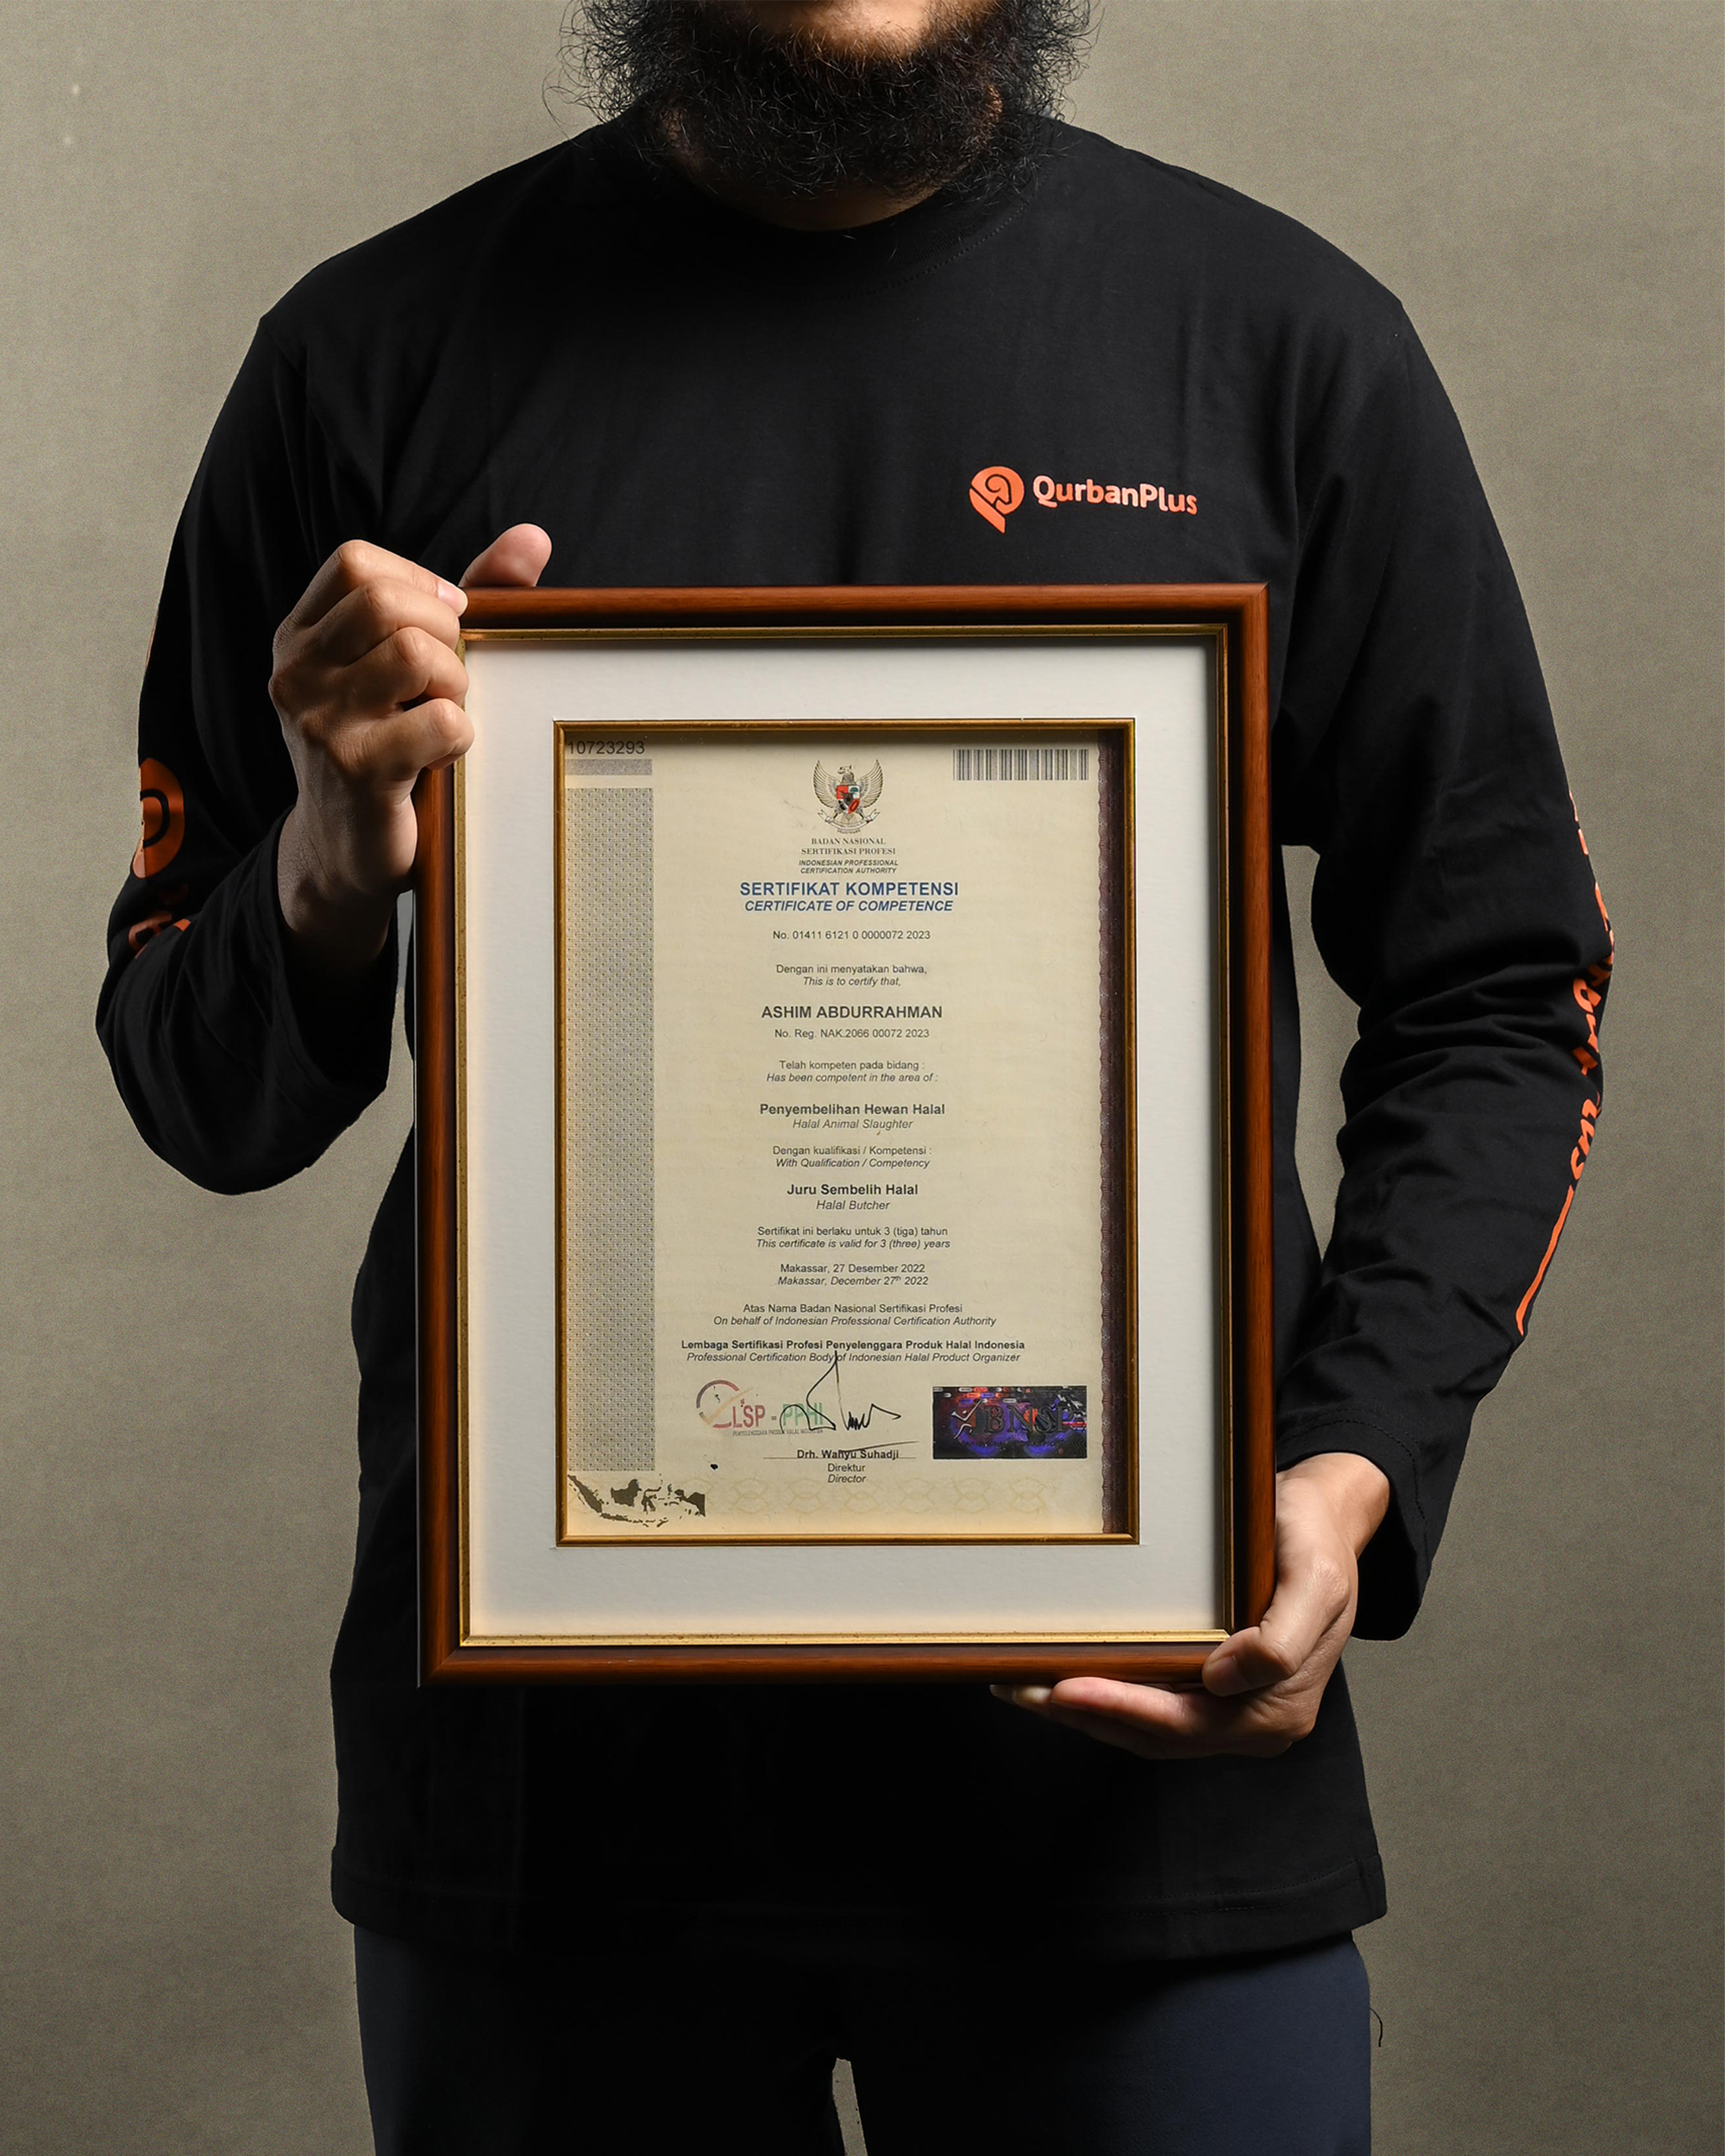 QurbanPlus
10723293
BADAN NASIONAL
SERTIFIKASI PROFESI
INDONESIAN PROFESSIONAL
CERTIFICATION AUTHORITY
SERTIFIKAT KOMPETENSI
CERTIFICATE OF COMPETENCE
No. 01411 6121 0 0000072 2023
Dengan ini menyatakan bahwa,
This is to certify that,
ASHIM ABDURRAHMAN
No. Reg. NAK.2066 00072 2023
Telah kompeten pada bidang :
Has been competent in the area of :
Penyembelihan Hewan Halal
Halal Animal Slaughter
Dengan kualifikasi / Kompetensi :
With Qualification / Competency
Juru Sembelih Halal
Halal Butcher
Sertifikat ini berlaku untuk 3 (tiga) tahun
This certificate is valid for 3 (three) years
Makassar, 27 Desember 2022
Makassar, December 27th 2022
Atas Nama Badan Nasional Sertifikasi Profesi
On behalf of Indonesian Professional Certification Authority
Lembaga Sertifikasi Profesi Penyelenggara Produk Halal Indonesia
Professional Certification Body of Indonesian Halal Product Organizer
LSP - PPHI
BNSP
Drh. Wahyu Suhadji
Direktur
Director